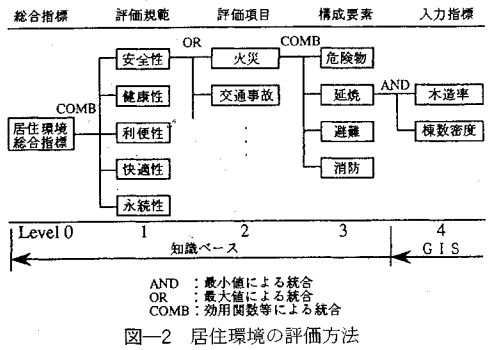 総合指標 評価規範 評価項目 構成要素 入力指標
OR COMB
安全性 火災 危険物
AND
健康性 交通事故 延焼 木造率
COMB
居住環境
総合指標
利便性 避難 棟数密度
快適性 消防
永続性
Level 0 1 2 3 4
知識ベース GIS
AND :最小値による統合
OR :最大値による統合
COMB:効用関数等による統合
図―2 居住環境の評価方法